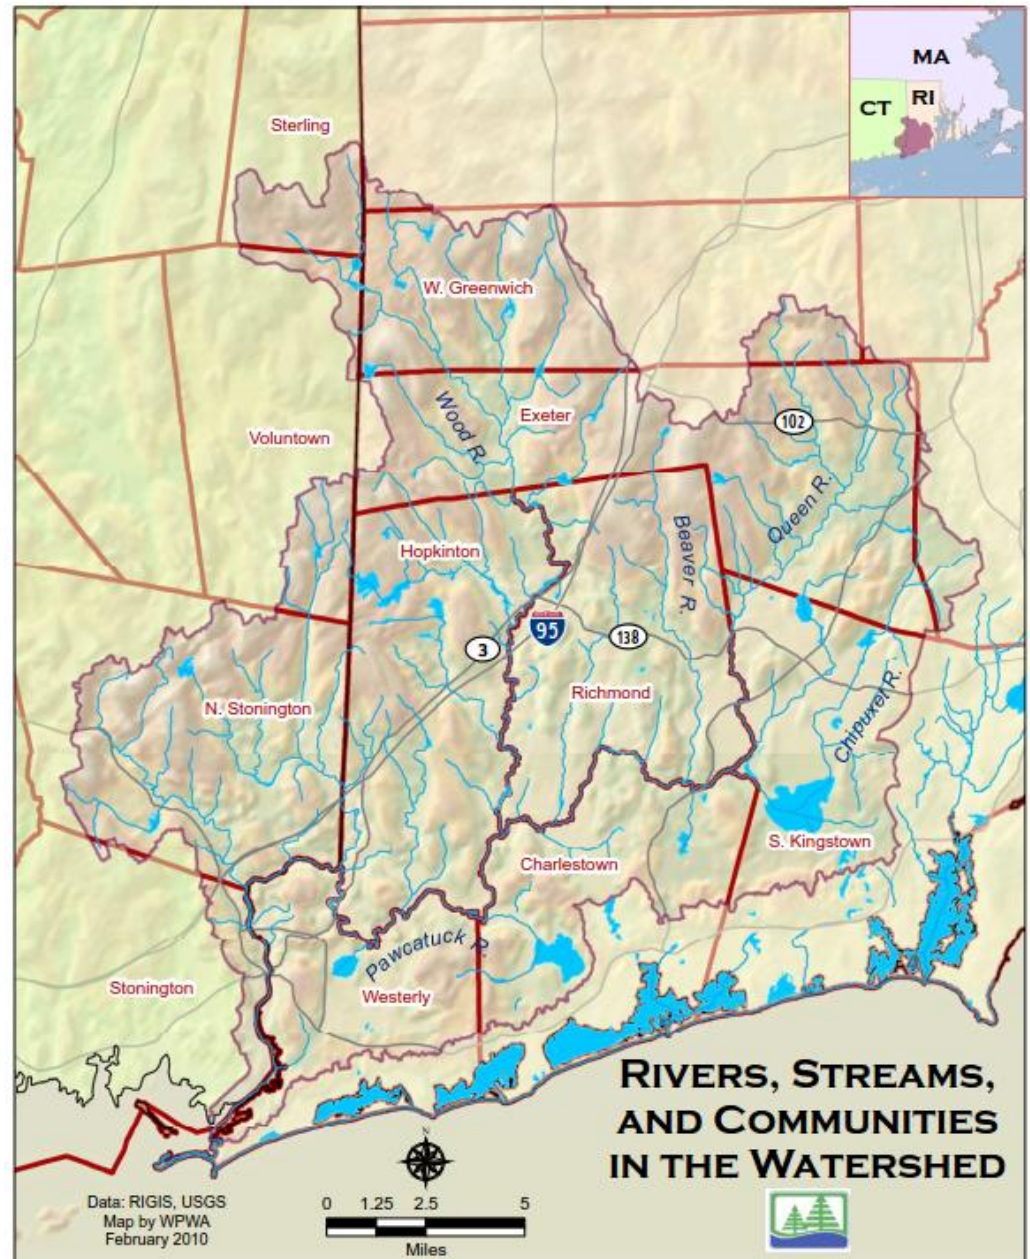 MA
RI
CT
Sterling
W. Greenwich
Wood R.
Exeter
102
Voluntown
Queen R.
Beaver R.
Hopkinton
95
3
138
Richmond
Chipuxet R.
N. Stonington
S. Kingstown
Charlestown
Pawcatuck R.
Stonington
Westerly
RIVERS, STREAMS,
AND COMMUNITIES
IN THE WATERSHED
N
Data: RIGIS, USGS
Map by WPWA
February 2010
0 1.25 2.5 5
Miles